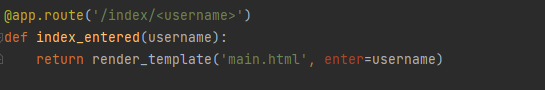 @app.route('/index/<username>')
def index_entered(username):
    return render_template('main.html', enter=username)